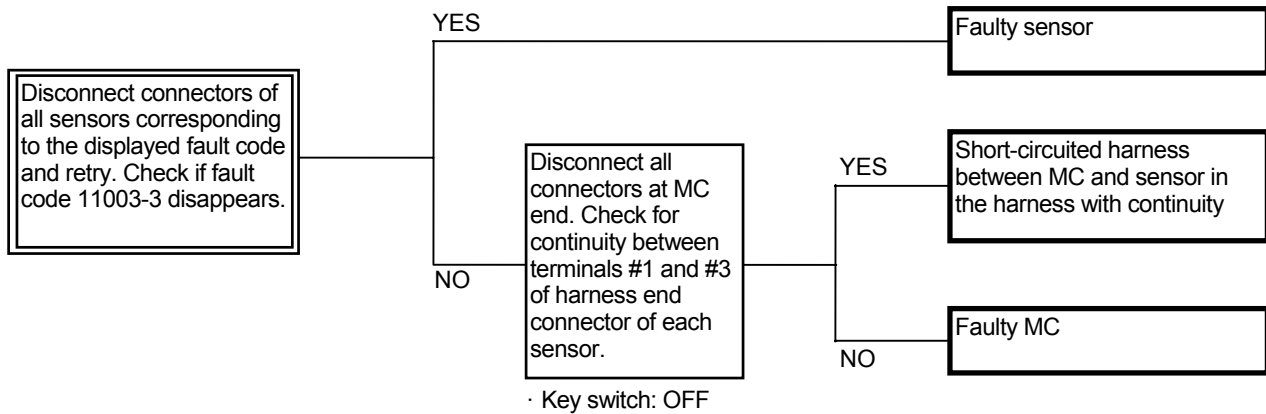 YES
Faulty sensor
Disconnect connectors of
all sensors corresponding
to the displayed fault code
and retry. Check if fault
code 11003-3 disappears.
NO
Disconnect all
connectors at MC
end. Check for
continuity between
terminals #1 and #3
of harness end
connector of each
sensor.
· Key switch: OFF
YES
Short-circuited harness
between MC and sensor in
the harness with continuity
NO
Faulty MC